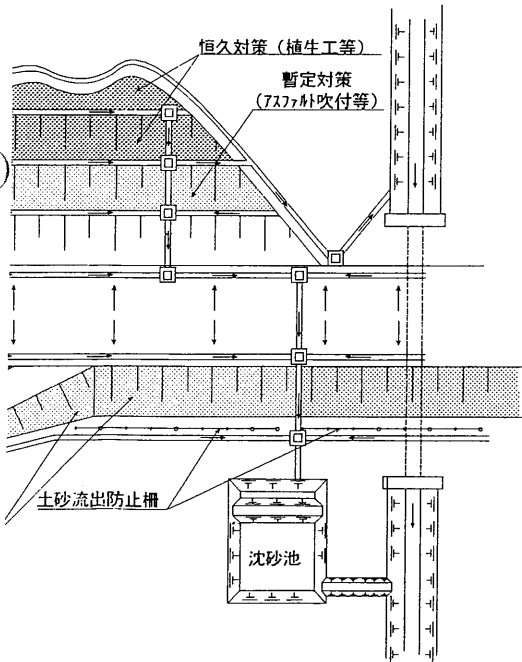 恒久対策（植生工等）
暫定対策
（アスファルト吹付等）
土砂流出防止柵
沈砂池